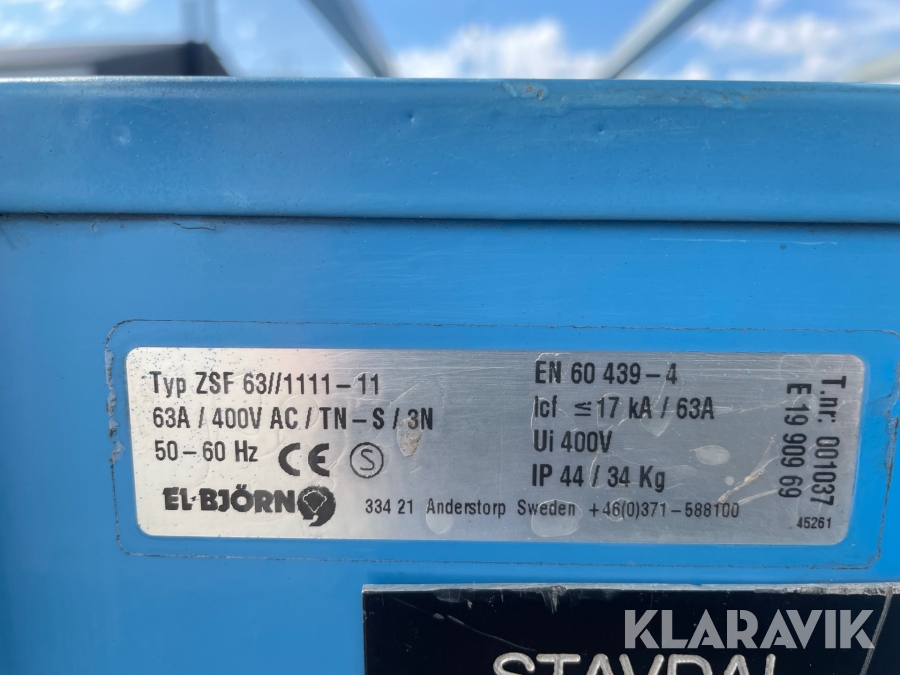 Typ ZSF 63//1111-11
63A / 400V AC / TN-S / 3N
50-60 Hz CE S
EL-BJÖRN
EN 60 439-4
Icf ≤ 17 kA / 63A
Ui 400V
IP 44 / 34 Kg
334 21 Anderstorp Sweden +46(0)371-588100
T.nr: 001037
E 19 909 69
45261
KLARAVIK
STAVDAL